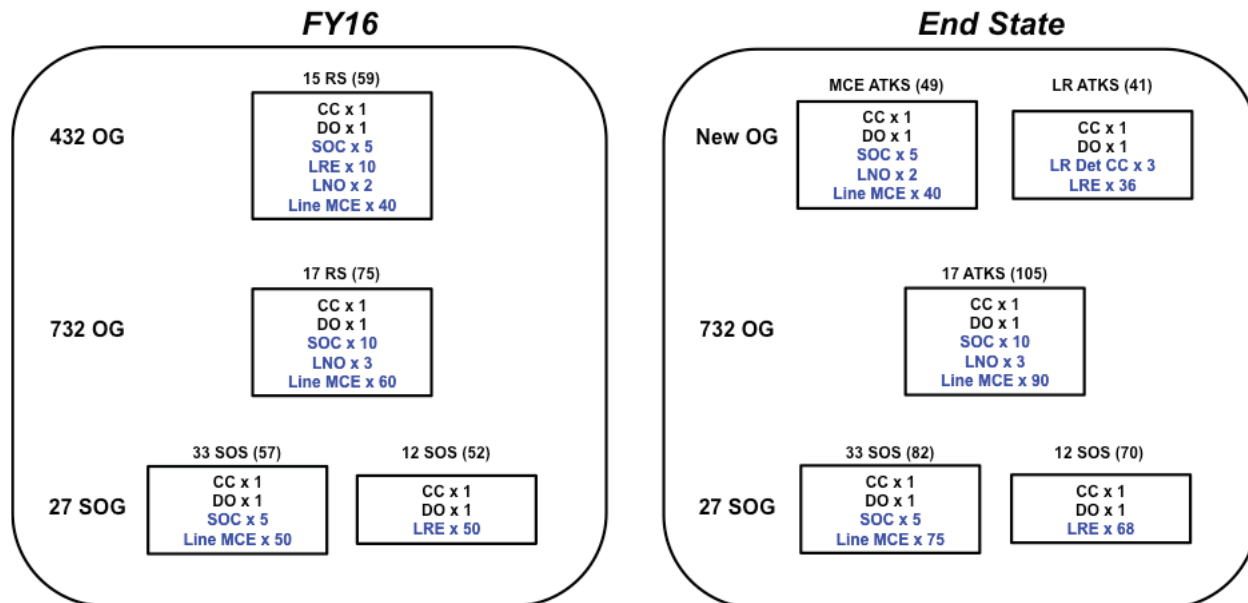 FY16
432 OG
15 RS (59)
CC x 1
DO x 1
SOC x 5
LRE x 10
LNO x 2
Line MCE x 40
732 OG
17 RS (75)
CC x 1
DO x 1
SOC x 10
LNO x 3
Line MCE x 60
27 SOG
33 SOS (57)
CC x 1
DO x 1
SOC x 5
Line MCE x 50
12 SOS (52)
CC x 1
DO x 1
LRE x 50
End State
New OG
MCE ATKS (49)
CC x 1
DO x 1
SOC x 5
LNO x 2
Line MCE x 40
LR ATKS (41)
CC x 1
DO x 1
LR Det CC x 3
LRE x 36
732 OG
17 ATKS (105)
CC x 1
DO x 1
SOC x 10
LNO x 3
Line MCE x 90
27 SOG
33 SOS (82)
CC x 1
DO x 1
SOC x 5
Line MCE x 75
12 SOS (70)
CC x 1
DO x 1
LRE x 68